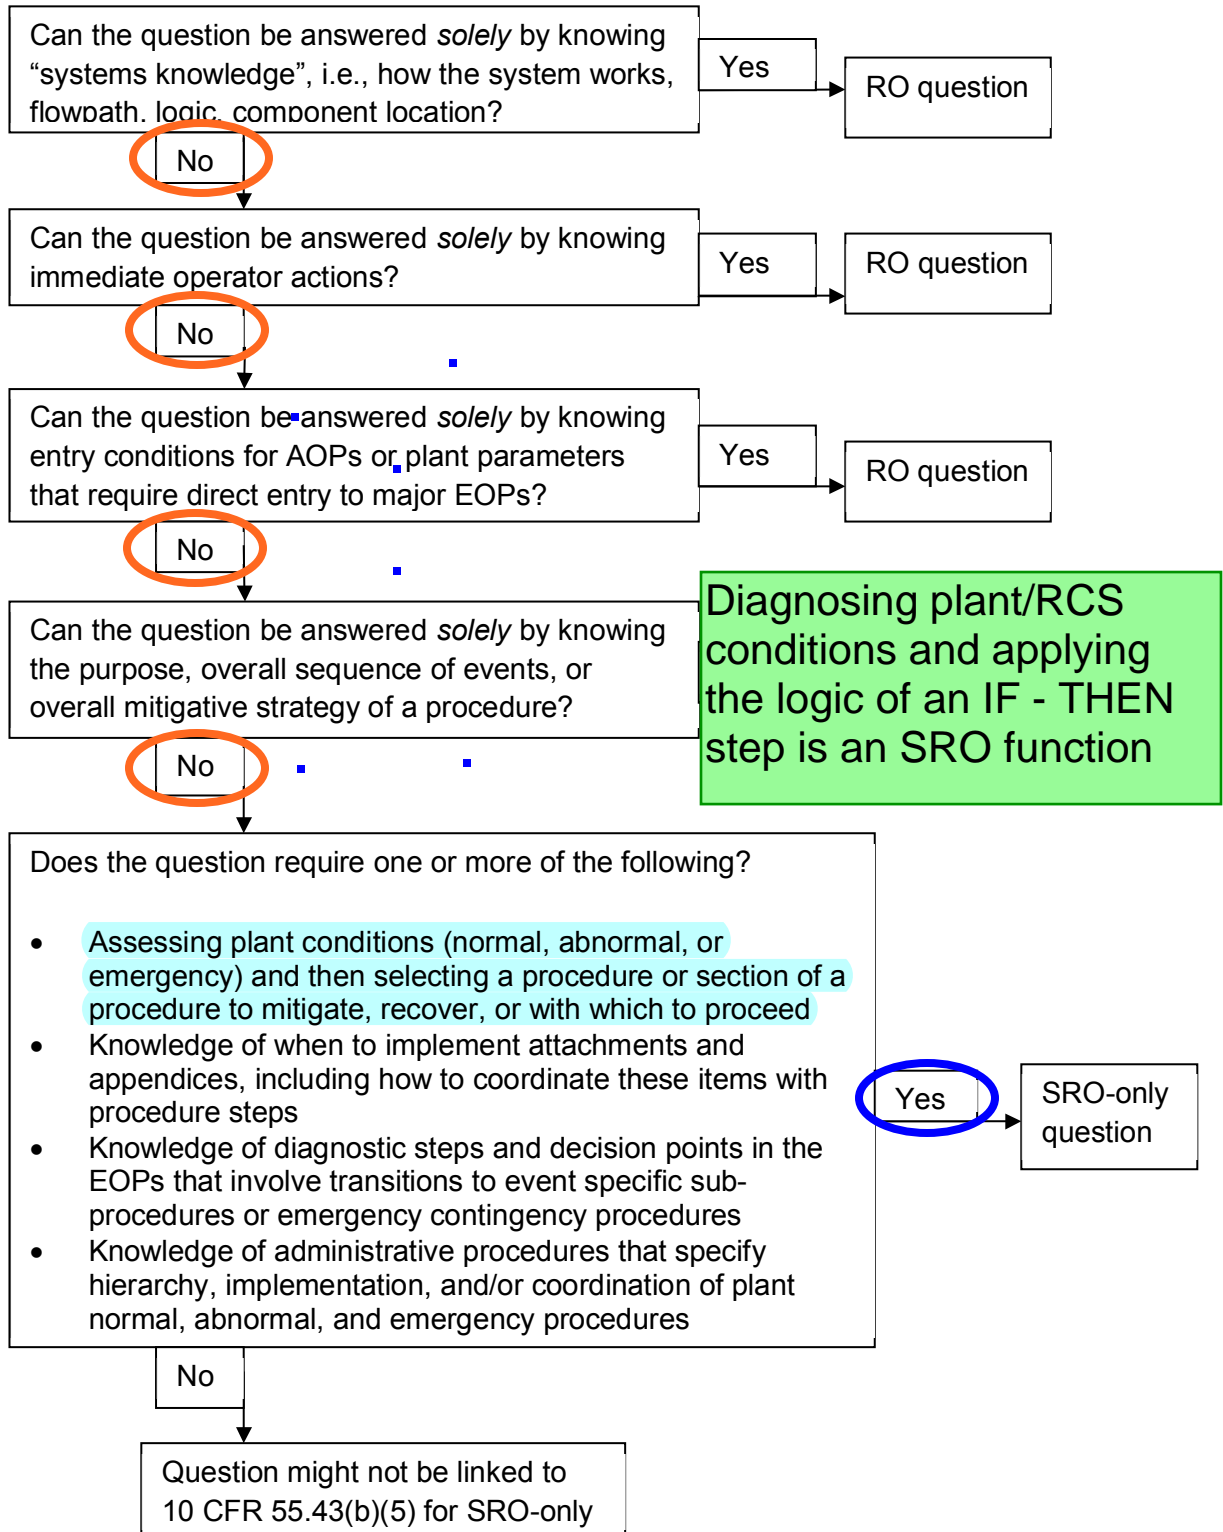 Can the question be answered solely by knowing
“systems knowledge”, i.e., how the system works,
flowpath, logic, component location?
Yes
RO question
No
Can the question be answered solely by knowing
immediate operator actions?
Yes
RO question
No
Can the question be answered solely by knowing
entry conditions for AOPs or plant parameters
that require direct entry to major EOPs?
Yes
RO question
No
Can the question be answered solely by knowing
the purpose, overall sequence of events, or
overall mitigative strategy of a procedure?
Diagnosing plant/RCS
conditions and applying
the logic of an IF - THEN
step is an SRO function
No
Does the question require one or more of the following?
• Assessing plant conditions (normal, abnormal, or
emergency) and then selecting a procedure or section of a
procedure to mitigate, recover, or with which to proceed
• Knowledge of when to implement attachments and
appendices, including how to coordinate these items with
procedure steps
• Knowledge of diagnostic steps and decision points in the
EOPs that involve transitions to event specific sub-
procedures or emergency contingency procedures
• Knowledge of administrative procedures that specify
hierarchy, implementation, and/or coordination of plant
normal, abnormal, and emergency procedures
Yes
SRO-only
question
No
Question might not be linked to
10 CFR 55.43(b)(5) for SRO-only